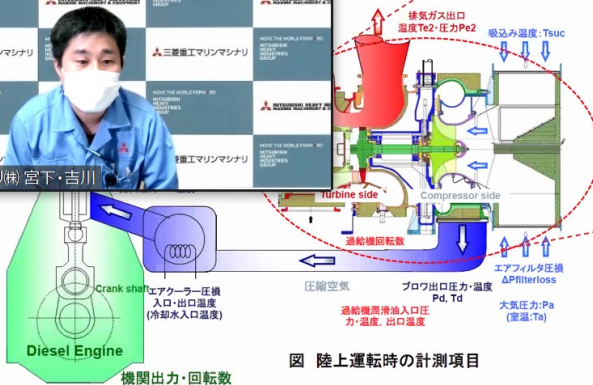 MOVE THE WORLD FORWARD
MITSUBISHI
HEAVY
INDUSTRIES
GROUP
三菱重工マリンマシナリ
㈱ 宮下・吉川
排気ガス出口
温度Te2・圧力Pe2
吸込み温度:Tsuc
Turbine side
Compressor side
過給機回転数
エアフィルタ圧損
ΔPfilterloss
大気圧力:Pa
(室温:Ta)
ブロワ出口圧力・温度
Pd, Td
圧縮空気
過給機潤滑油入口圧
力・温度, 出口温度
エアクーラー圧損
入口・出口温度
(冷却水入口温度)
Crank shaft
Diesel Engine
機関出力・回転数
図 陸上運転時の計測項目